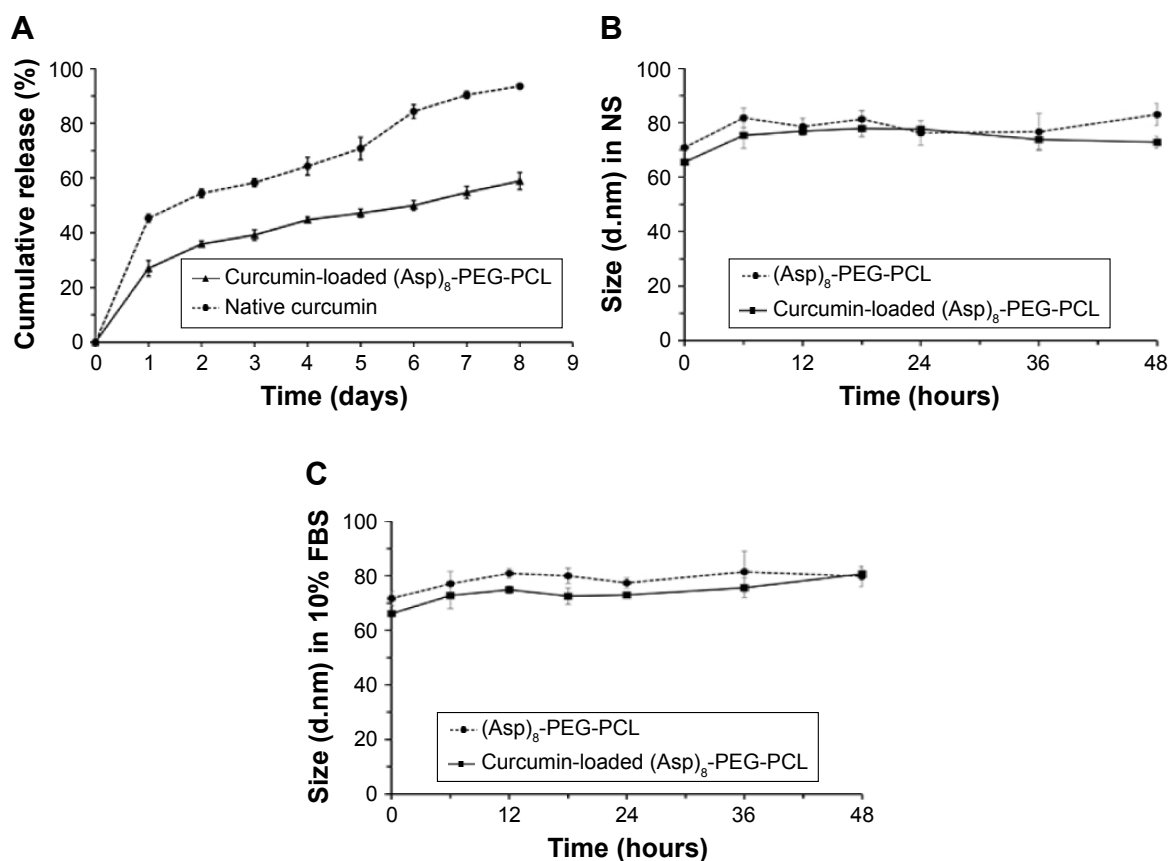 A
Cumulative release (%)
100
80
60
40
20
0
Curcumin-loaded (Asp)₈-PEG-PCL
Native curcumin
0 1 2 3 4 5 6 7 8 9
Time (days)
B
Size (d.nm) in NS
100
80
60
40
20
0
(Asp)₈-PEG-PCL
Curcumin-loaded (Asp)₈-PEG-PCL
0 12 24 36 48
Time (hours)
C
Size (d.nm) in 10% FBS
100
80
60
40
20
0
(Asp)₈-PEG-PCL
Curcumin-loaded (Asp)₈-PEG-PCL
0 12 24 36 48
Time (hours)